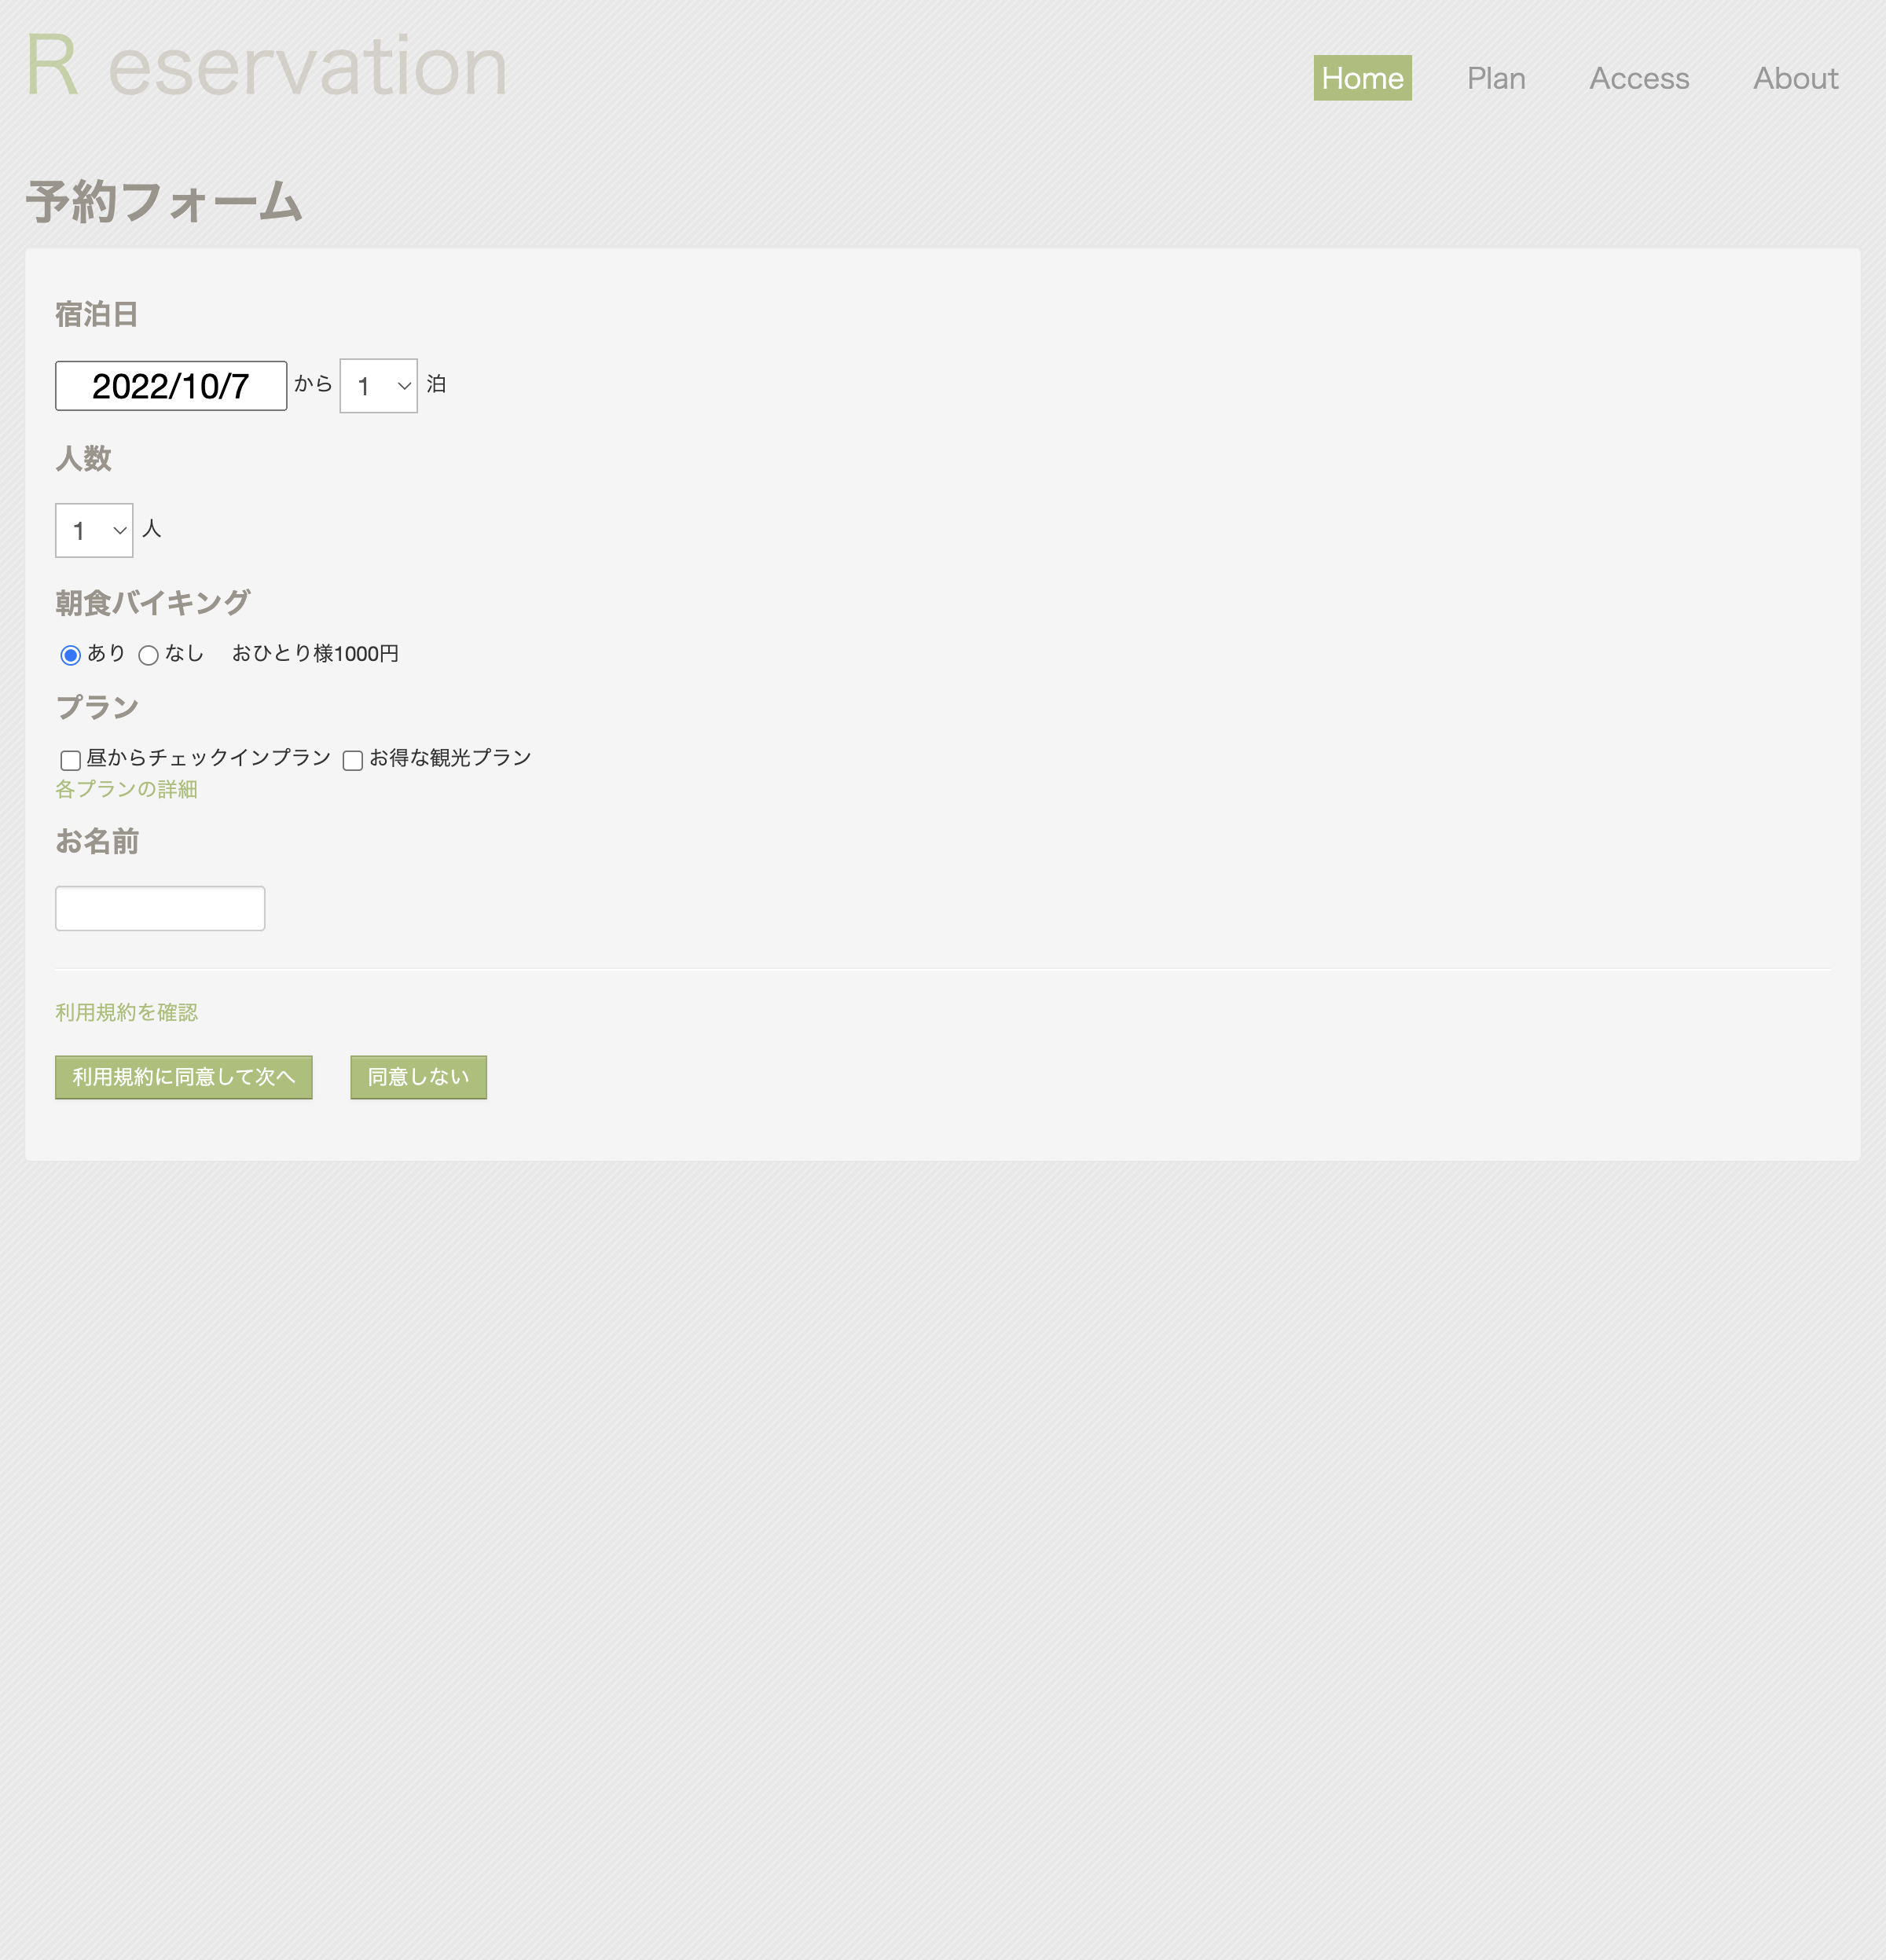 R eservation
Home Plan Access About
予約フォーム
宿泊日
2022/10/7 から 1 泊
人数
1 人
朝食バイキング
あり なし おひとり様1000円
プラン
昼からチェックインプラン お得な観光プラン
各プランの詳細
お名前
利用規約を確認
利用規約に同意して次へ 同意しない